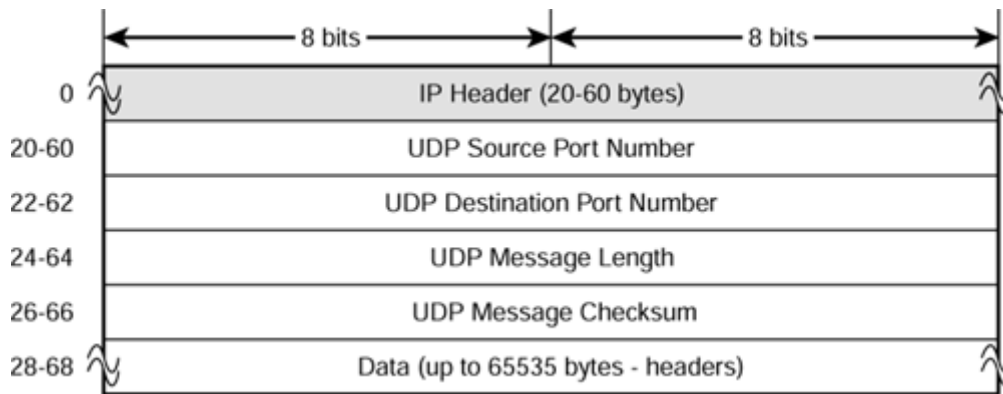 8 bits 8 bits
0 IP Header (20-60 bytes)
20-60 UDP Source Port Number
22-62 UDP Destination Port Number
24-64 UDP Message Length
26-66 UDP Message Checksum
28-68 Data (up to 65535 bytes - headers)